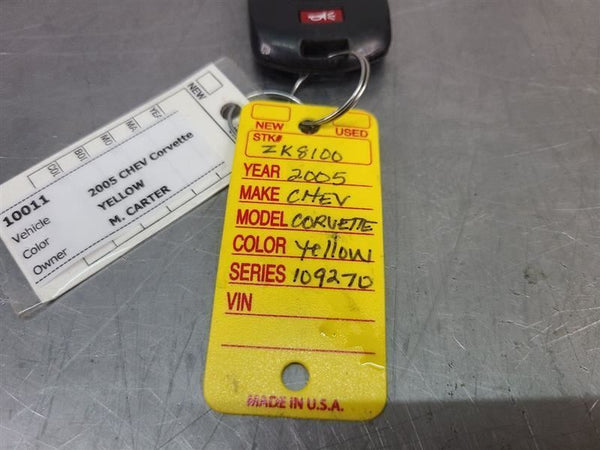 NEW USED
STK#
ZK8100
YEAR 2005
MAKE CHEV
MODEL CORVETTE
COLOR Yellow
SERIES 109270
VIN
MADE IN U.S.A.
NEW
10011
Vehicle 2005 CHEV Corvette
Color YELLOW
Owner M. CARTER